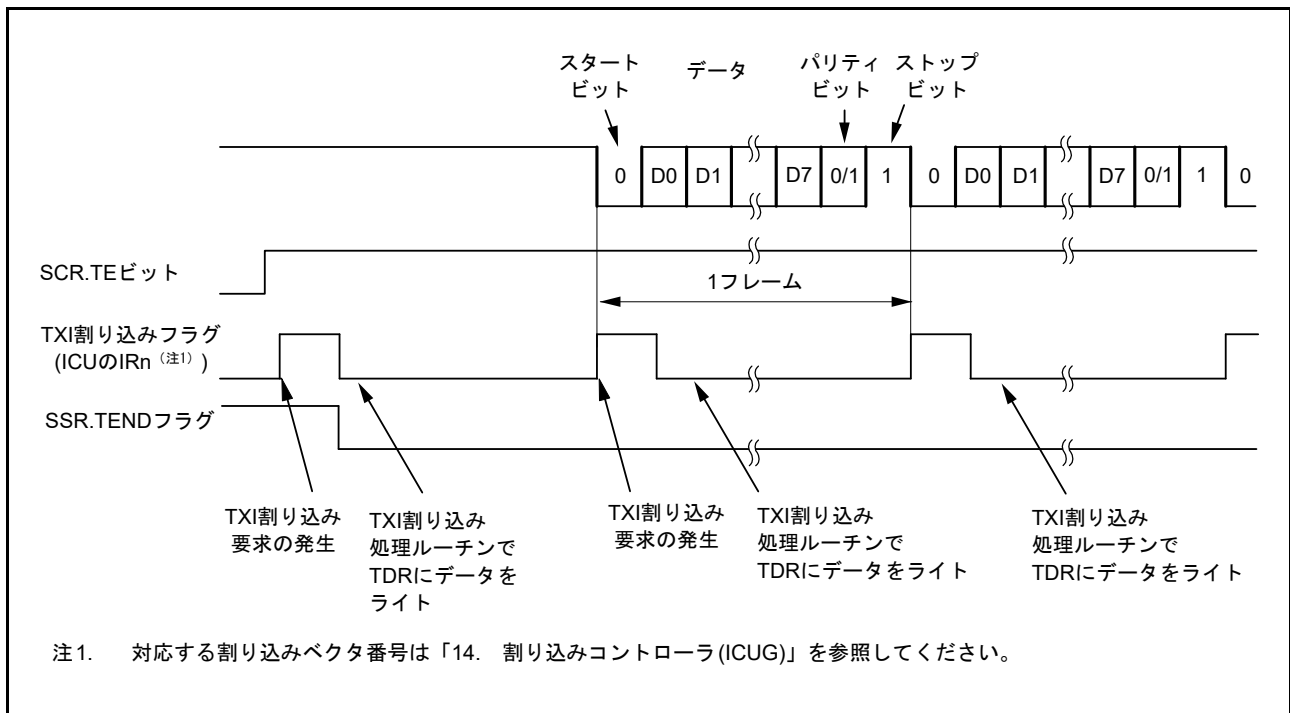 スタート
ビット
データ
パリティ
ビット
ストップ
ビット
0 D0 D1 D7 0/1 1 0 D0 D1 D7 0/1 1 0
SCR.TEビット
1フレーム
TXI割り込みフラグ
(ICUのIRn（注1）)
SSR.TENDフラグ
TXI割り込み
要求の発生
TXI割り込み
処理ルーチンで
TDRにデータを
ライト
TXI割り込み
要求の発生
TXI割り込み
処理ルーチンで
TDRにデータをライト
TXI割り込み
処理ルーチンで
TDRにデータをライト
注1. 対応する割り込みベクタ番号は「14. 割り込みコントローラ(ICUG)」を参照してください。